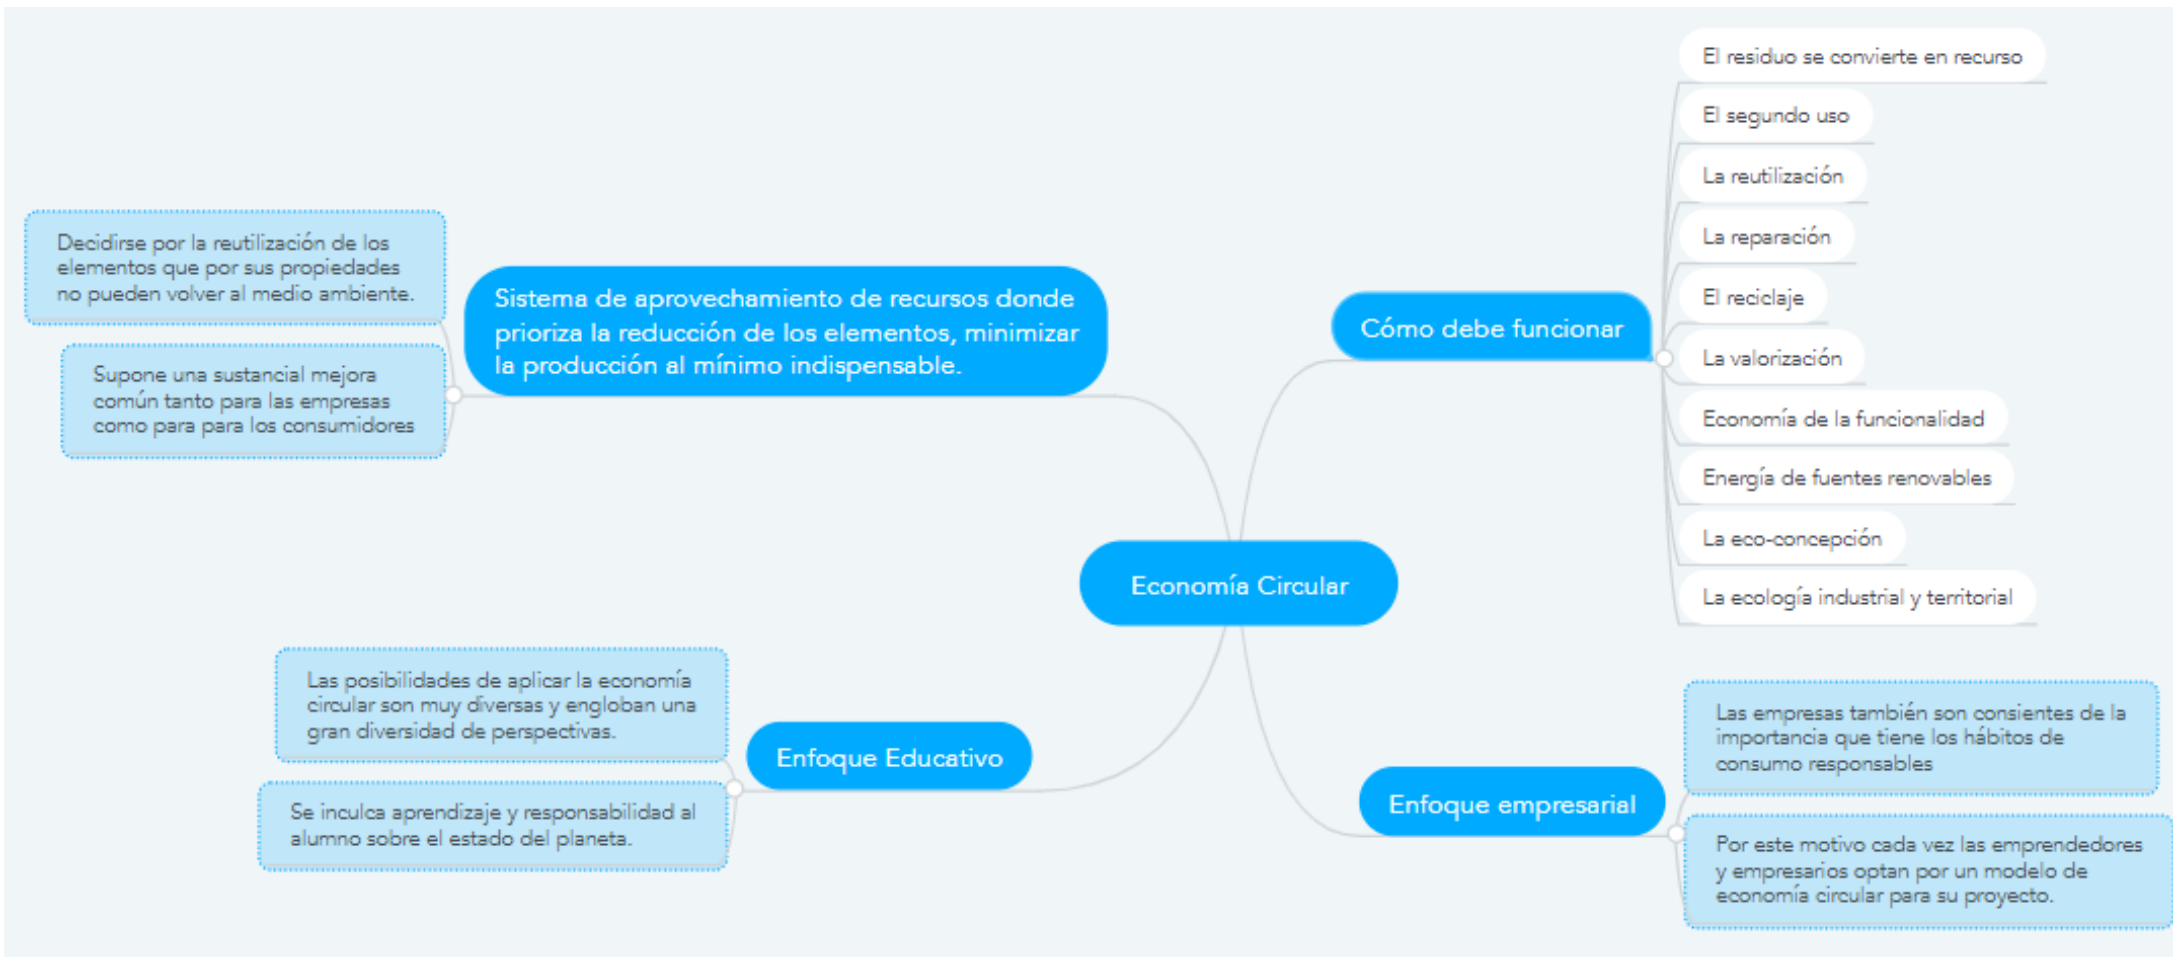 Decidirse por la reutilización de los
elementos que por sus propiedades
no pueden volver al medio ambiente.
Supone una sustancial mejora
común tanto para las empresas
como para para los consumidores
Sistema de aprovechamiento de recursos donde
prioriza la reducción de los elementos, minimizar
la producción al mínimo indispensable.
Cómo debe funcionar
El residuo se convierte en recurso
El segundo uso
La reutilización
La reparación
El reciclaje
La valorización
Economía de la funcionalidad
Energía de fuentes renovables
La eco-concepción
La ecología industrial y territorial
Economía Circular
Las posibilidades de aplicar la economía
circular son muy diversas y engloban una
gran diversidad de perspectivas.
Se inculca aprendizaje y responsabilidad al
alumno sobre el estado del planeta.
Enfoque Educativo
Enfoque empresarial
Las empresas también son consientes de la
importancia que tiene los hábitos de
consumo responsables
Por este motivo cada vez las emprendedores
y empresarios optan por un modelo de
economía circular para su proyecto.